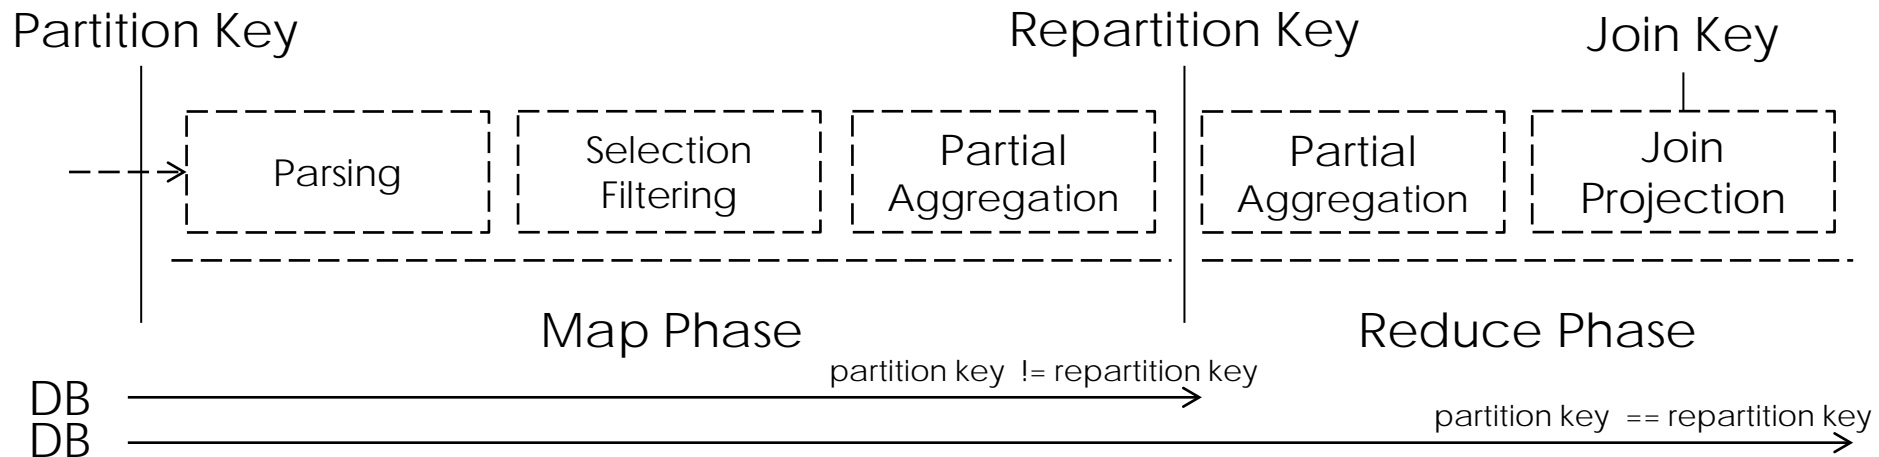 Partition Key
Repartition Key
Join Key
Parsing
Selection
Filtering
Partial
Aggregation
Partial
Aggregation
Join
Projection
Map Phase
Reduce Phase
partition key != repartition key
DB
partition key == repartition key
DB